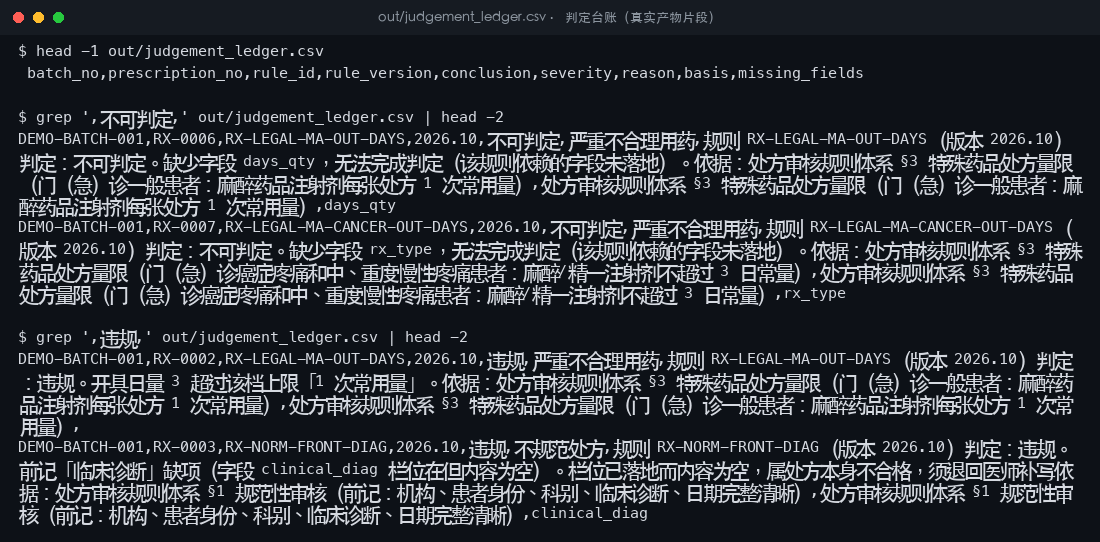 out/judgement_ledger.csv · 判定台账（真实产物片段）
$ head -1 out/judgement_ledger.csv
batch_no,prescription_no,rule_id,rule_version,conclusion,severity,reason,basis,missing_fields
$ grep ',不可判定,' out/judgement_ledger.csv | head -2
DEMO-BATCH-001,RX-0006,RX-LEGAL-MA-OUT-DAYS,2026.10,不可判定,严重不合理用药,规则 RX-LEGAL-MA-OUT-DAYS（版本 2026.10）
判定：不可判定。缺少字段 days_qty，无法完成判定（该规则依赖的字段未落地）。依据：处方审核规则体系 §3 特殊药品处方量限
（门（急）诊一般患者：麻醉药品注射剂每张处方 1 次常用量）,处方审核规则体系 §3 特殊药品处方量限（门（急）诊一般患者：麻
醉药品注射剂每张处方 1 次常用量）,days_qty
DEMO-BATCH-001,RX-0007,RX-LEGAL-MA-CANCER-OUT-DAYS,2026.10,不可判定,严重不合理用药,规则 RX-LEGAL-MA-CANCER-OUT-DAYS（
版本 2026.10）判定：不可判定。缺少字段 rx_type，无法完成判定（该规则依赖的字段未落地）。依据：处方审核规则体系 §3 特殊
药品处方量限（门（急）诊癌症疼痛和中、重度慢性疼痛患者：麻醉/精一注射剂不超过 3 日常量）,处方审核规则体系 §3 特殊药品
处方量限（门（急）诊癌症疼痛和中、重度慢性疼痛患者：麻醉/精一注射剂不超过 3 日常量）,rx_type
$ grep ',违规,' out/judgement_ledger.csv | head -2
DEMO-BATCH-001,RX-0002,RX-LEGAL-MA-OUT-DAYS,2026.10,违规,严重不合理用药,规则 RX-LEGAL-MA-OUT-DAYS（版本 2026.10）判定
：违规。开具日量 3 超过该档上限「1 次常用量」。依据：处方审核规则体系 §3 特殊药品处方量限（门（急）诊一般患者：麻醉药
品注射剂每张处方 1 次常用量）,处方审核规则体系 §3 特殊药品处方量限（门（急）诊一般患者：麻醉药品注射剂每张处方 1 次常
用量）,
DEMO-BATCH-001,RX-0003,RX-NORM-FRONT-DIAG,2026.10,违规,不规范处方,规则 RX-NORM-FRONT-DIAG（版本 2026.10）判定：违规。
前记「临床诊断」缺项（字段 clinical_diag 栏位在但内容为空）。栏位已落地而内容为空，属处方本身不合格，须退回医师补写依
据：处方审核规则体系 §1 规范性审核（前记：机构、患者身份、科别、临床诊断、日期完整清晰）,处方审核规则体系 §1 规范性审
核（前记：机构、患者身份、科别、临床诊断、日期完整清晰）,clinical_diag